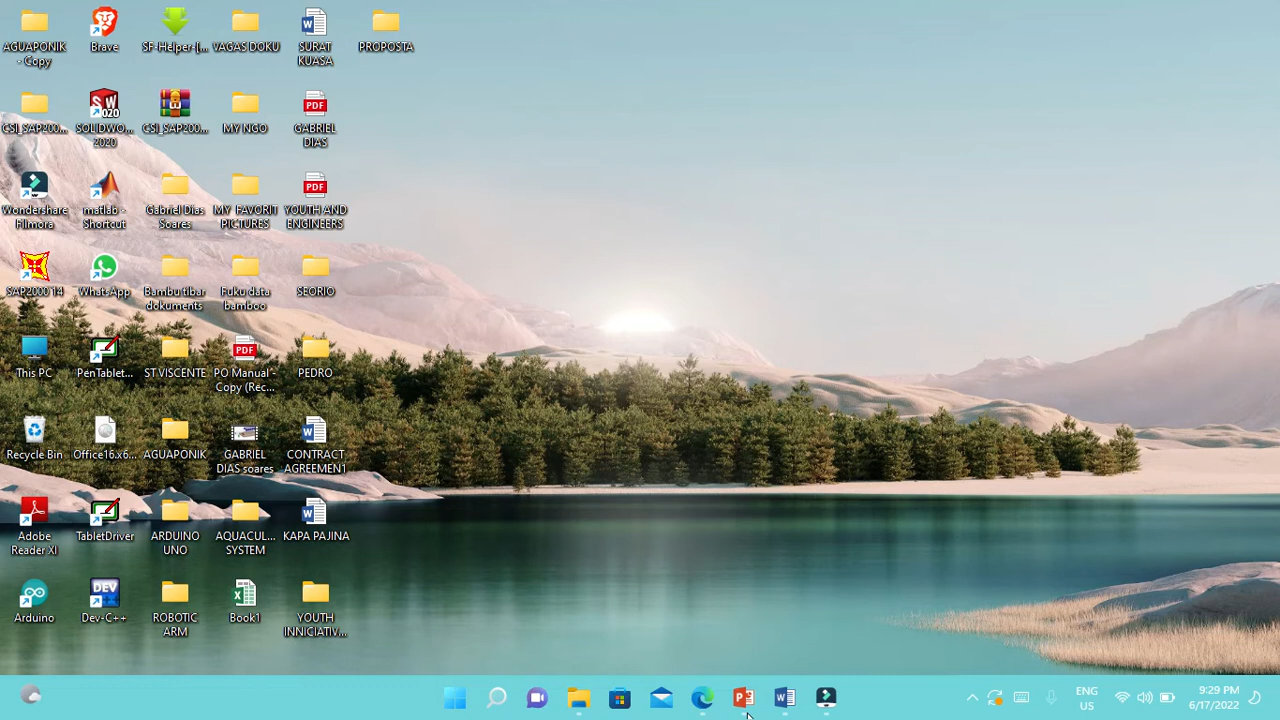 AGUAPONIK
- Copy
Brave
SF-Helper-[...
VAGAS DOKU
SURAT
KUASA
PROPOSTA
CSI_SAP200...
SOLIDWO...
2020
CSI_SAP200...
MY NGO
GABRIEL
DIAS
Wondershare
Filmora
matlab -
Shortcut
Gabriel Dias
Soares
MY FAVORIT
PICTURES
YOUTH AND
ENGINEERS
SAP2000 14
WhatsApp
Bambu tibar
dokuments
Fuku data
bamboo
SEORIO
This PC
PenTablet...
ST VISCENTE
PO Manual -
Copy (Rec...
PEDRO
Recycle Bin
Office16.x6...
AGUAPONIK
GABRIEL
DIAS soares
CONTRACT
AGREEMEN1
Adobe
Reader XI
TabletDriver
ARDUINO
UNO
AQUACUL...
SYSTEM
KAPA PAJINA
Arduino
Dev-C++
ROBOTIC
ARM
Book1
YOUTH
INNICIATIV...
ENG
US
9:29 PM
6/17/2022